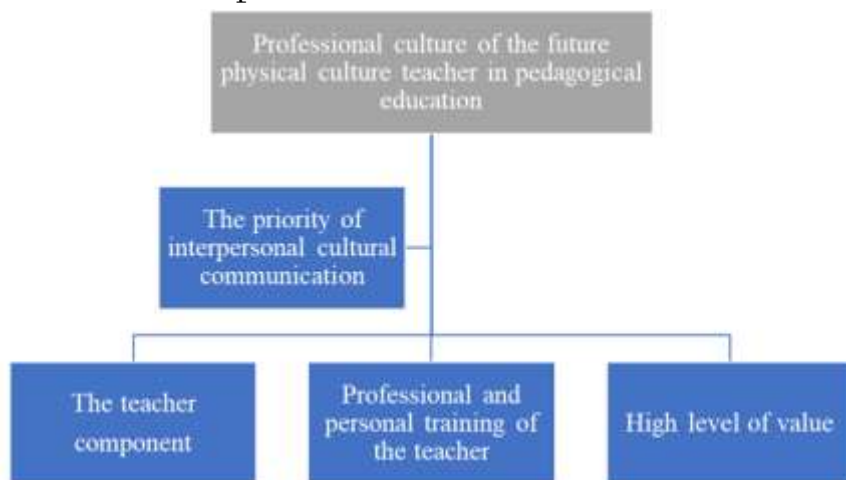 Professional culture of the future
physical culture teacher in pedagogical
education
The priority of
interpersonal cultural
communication
The teacher
component
Professional and
personal training of
the teacher
High level of value